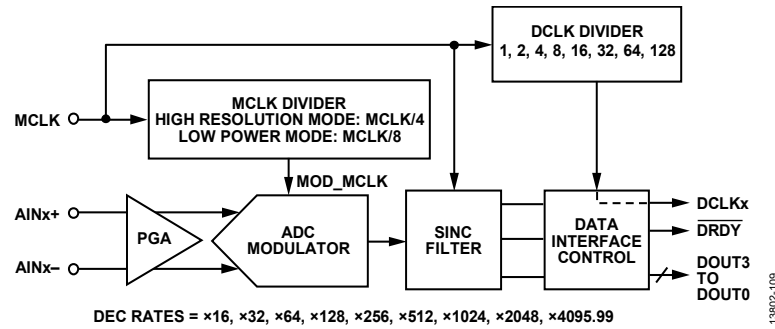 DCLK DIVIDER
1, 2, 4, 8, 16, 32, 64, 128
MCLK
MCLK DIVIDER
HIGH RESOLUTION MODE: MCLK/4
LOW POWER MODE: MCLK/8
MOD_MCLK
AINx+
AINx–
PGA
ADC
MODULATOR
SINC
FILTER
DATA
INTERFACE
CONTROL
DCLKx
DRDY
DOUT3
TO
DOUT0
DEC RATES = ×16, ×32, ×64, ×128, ×256, ×512, ×1024, ×2048, ×4095.99
13802-109